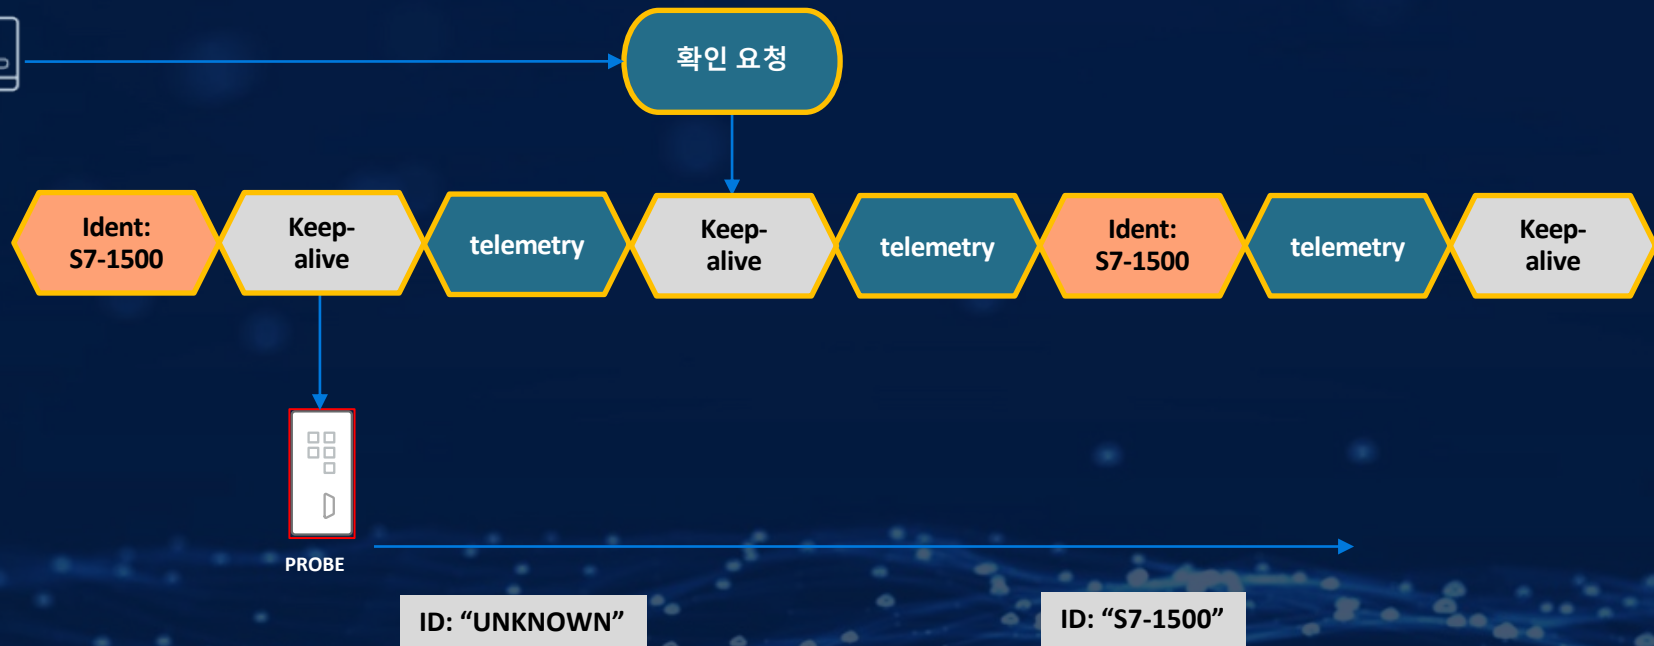 확인 요청
Ident:
S7-1500
Keep-
alive
telemetry
Keep-
alive
telemetry
Ident:
S7-1500
telemetry
Keep-
alive
PROBE
ID: “UNKNOWN”
ID: “S7-1500”